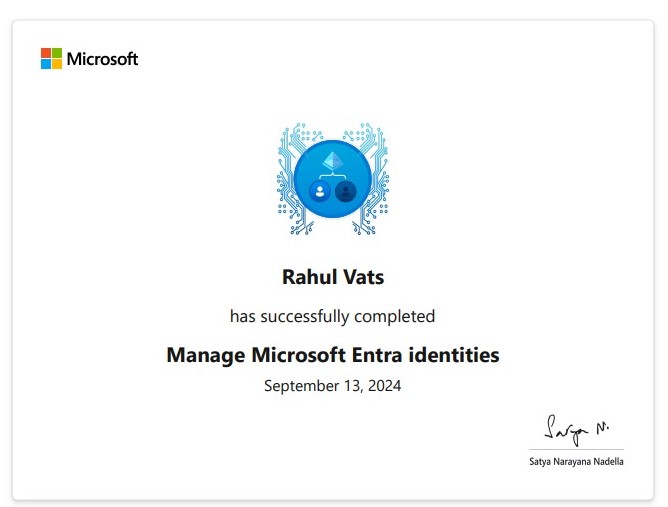 Microsoft
Rahul Vats
has successfully completed
Manage Microsoft Entra identities
September 13, 2024
Satya N.
Satya Narayana Nadella